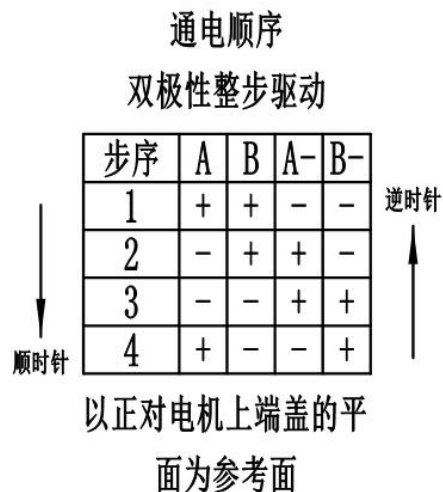 通电顺序
双极性整步驱动
步序 A B A- B-
1 + + - -
2 - + + -
3 - - + +
4 + - - +
顺时针
逆时针
以正对电机上端盖的平
面为参考面